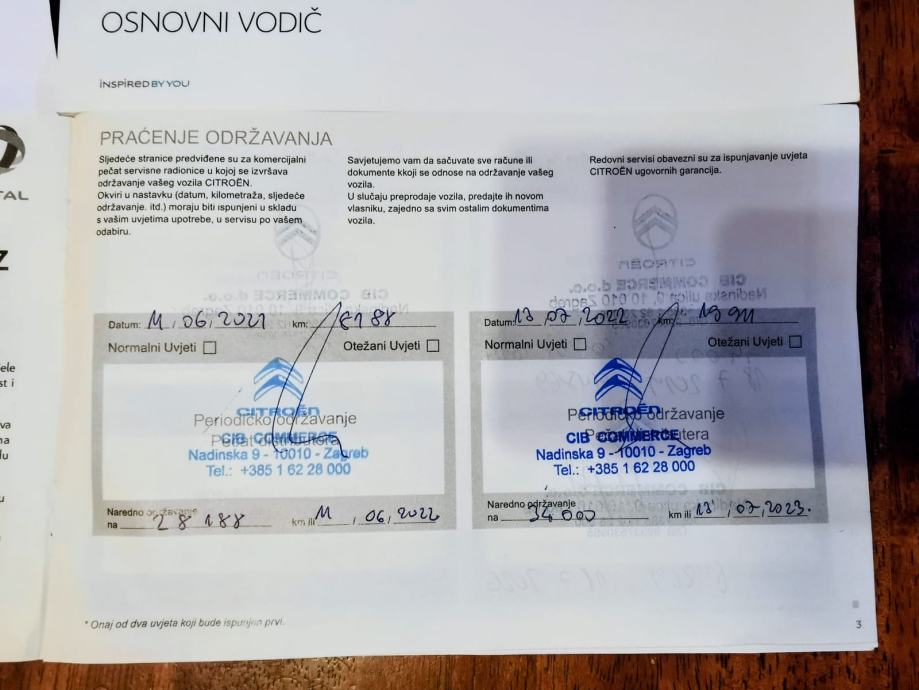 OSNOVNI VODIČ
INSPIRED BY YOU
TAL
Z
PRAĆENJE ODRŽAVANJA
Sljedeće stranice predviđene su za komercijalni
pečat servisne radionice u kojoj se izvršava
održavanje vašeg vozila CITROËN.
Okviri u nastavku (datum, kilometraža, sljedeće
održavanje. itd.) moraju biti ispunjeni u skladu
s vašim uvjetima upotrebe, u servisu po vašem
odabiru.
Savjetujemo vam da sačuvate sve račune ili
dokumente kkoji se odnose na održavanje vašeg
vozila.
U slučaju preprodaje vozila, predajte ih novom
vlasniku, zajedno sa svim ostalim dokumentima
vozila.
Redovni servisi obavezni su za ispunjavanje uvjeta
CITROËN ugovornih garancija.
Datum: 11, 06, 2021 km: 8188
Normalni Uvjeti Otežani Uvjeti
CITROËN
Periodičko održavanje
CIB COMMERCE
Nadinska 9 - 10010 - Zagreb
Tel.: +385 1 62 28 000
Naredno održavanje
na 28 188 km ili 11, 06, 2022
Datum: 13, 07, 2022 km: 19 911
Normalni Uvjeti Otežani Uvjeti
CITROËN
Periodičko održavanje
CIB COMMERCE
Nadinska 9 - 10010 - Zagreb
Tel.: +385 1 62 28 000
Naredno održavanje
na 34 000 km ili 13, 07, 2023.
* Onaj od dva uvjeta koji bude ispunjen prvi.
3